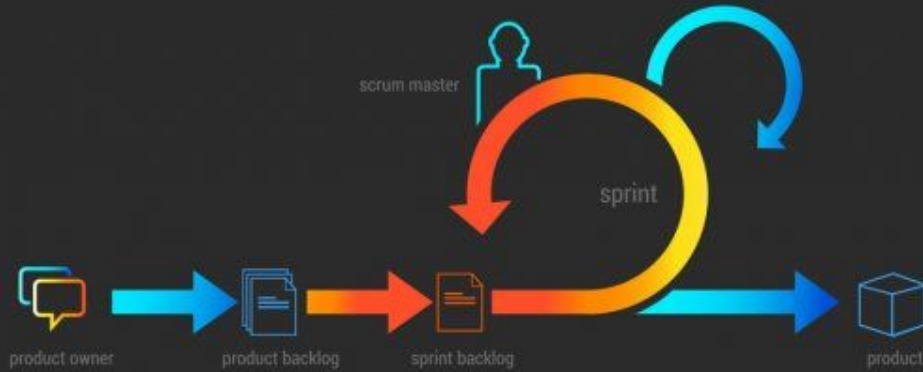 scrum master
sprint
product owner
product backlog
sprint backlog
product